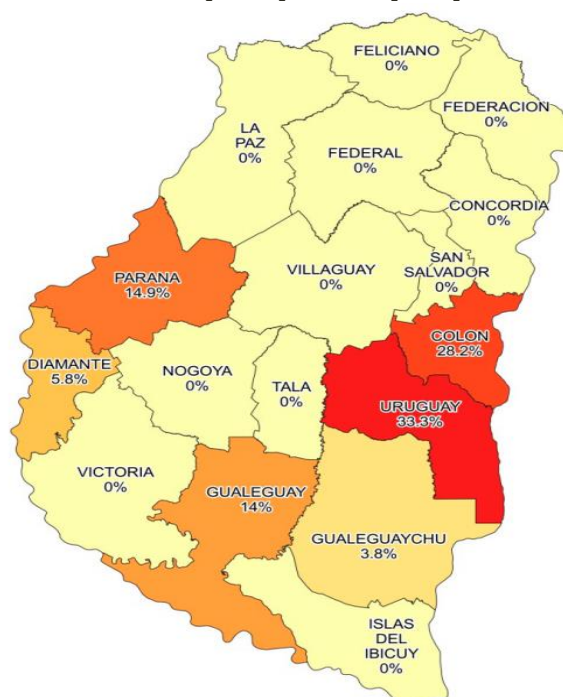 FELICIANO
0%
FEDERACION
0%
LA
PAZ
0%
FEDERAL
0%
CONCORDIA
0%
PARANA
14.9%
VILLAGUAY
0%
SAN
SALVADOR
0%
COLON
28.2%
DIAMANTE
5.8%
NOGOYA
0%
TALA
0%
URUGUAY
33.3%
VICTORIA
0%
GUALEGUAY
14%
GUALEGUAYCHU
3.8%
ISLAS
DEL
IBICUY
0%